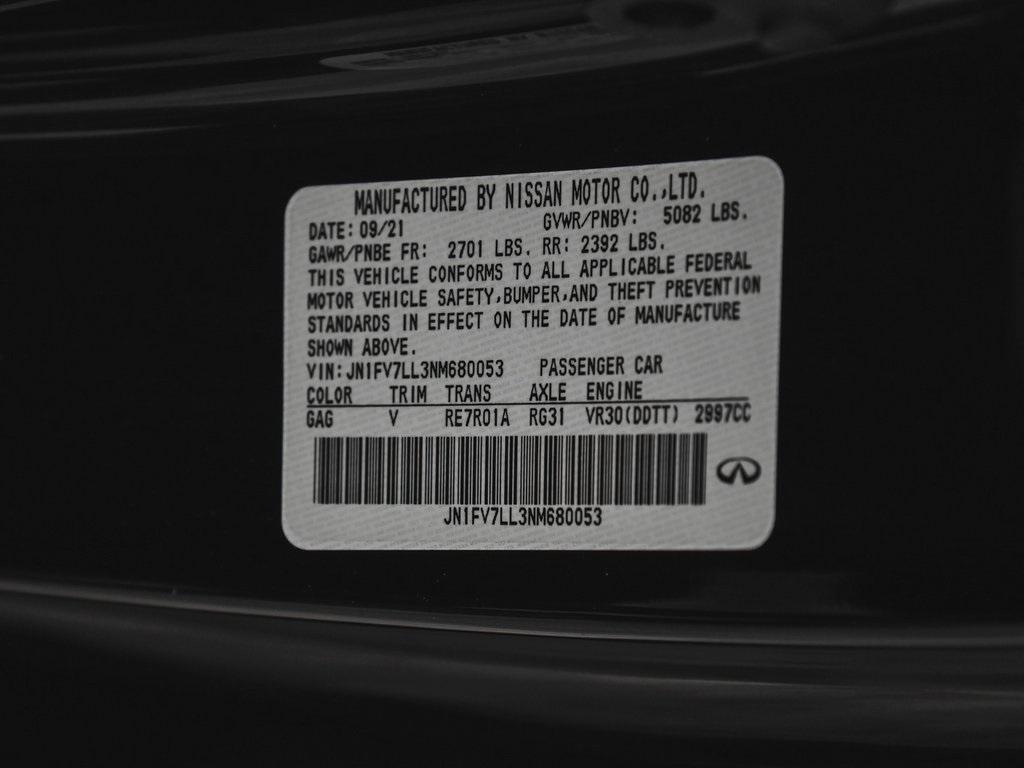 MANUFACTURED BY NISSAN MOTOR CO.,LTD.
DATE: 09/21 GVWR/PNBV: 5082 LBS.
GAWR/PNBE FR: 2701 LBS. RR: 2392 LBS.
THIS VEHICLE CONFORMS TO ALL APPLICABLE FEDERAL
MOTOR VEHICLE SAFETY,BUMPER,AND THEFT PREVENTION
STANDARDS IN EFFECT ON THE DATE OF MANUFACTURE
SHOWN ABOVE.
VIN:JN1FV7LL3NM680053 PASSENGER CAR
COLOR TRIM TRANS AXLE ENGINE
GAG V RE7R01A RG31 VR30(DDTT) 2997CC
JN1FV7LL3NM680053